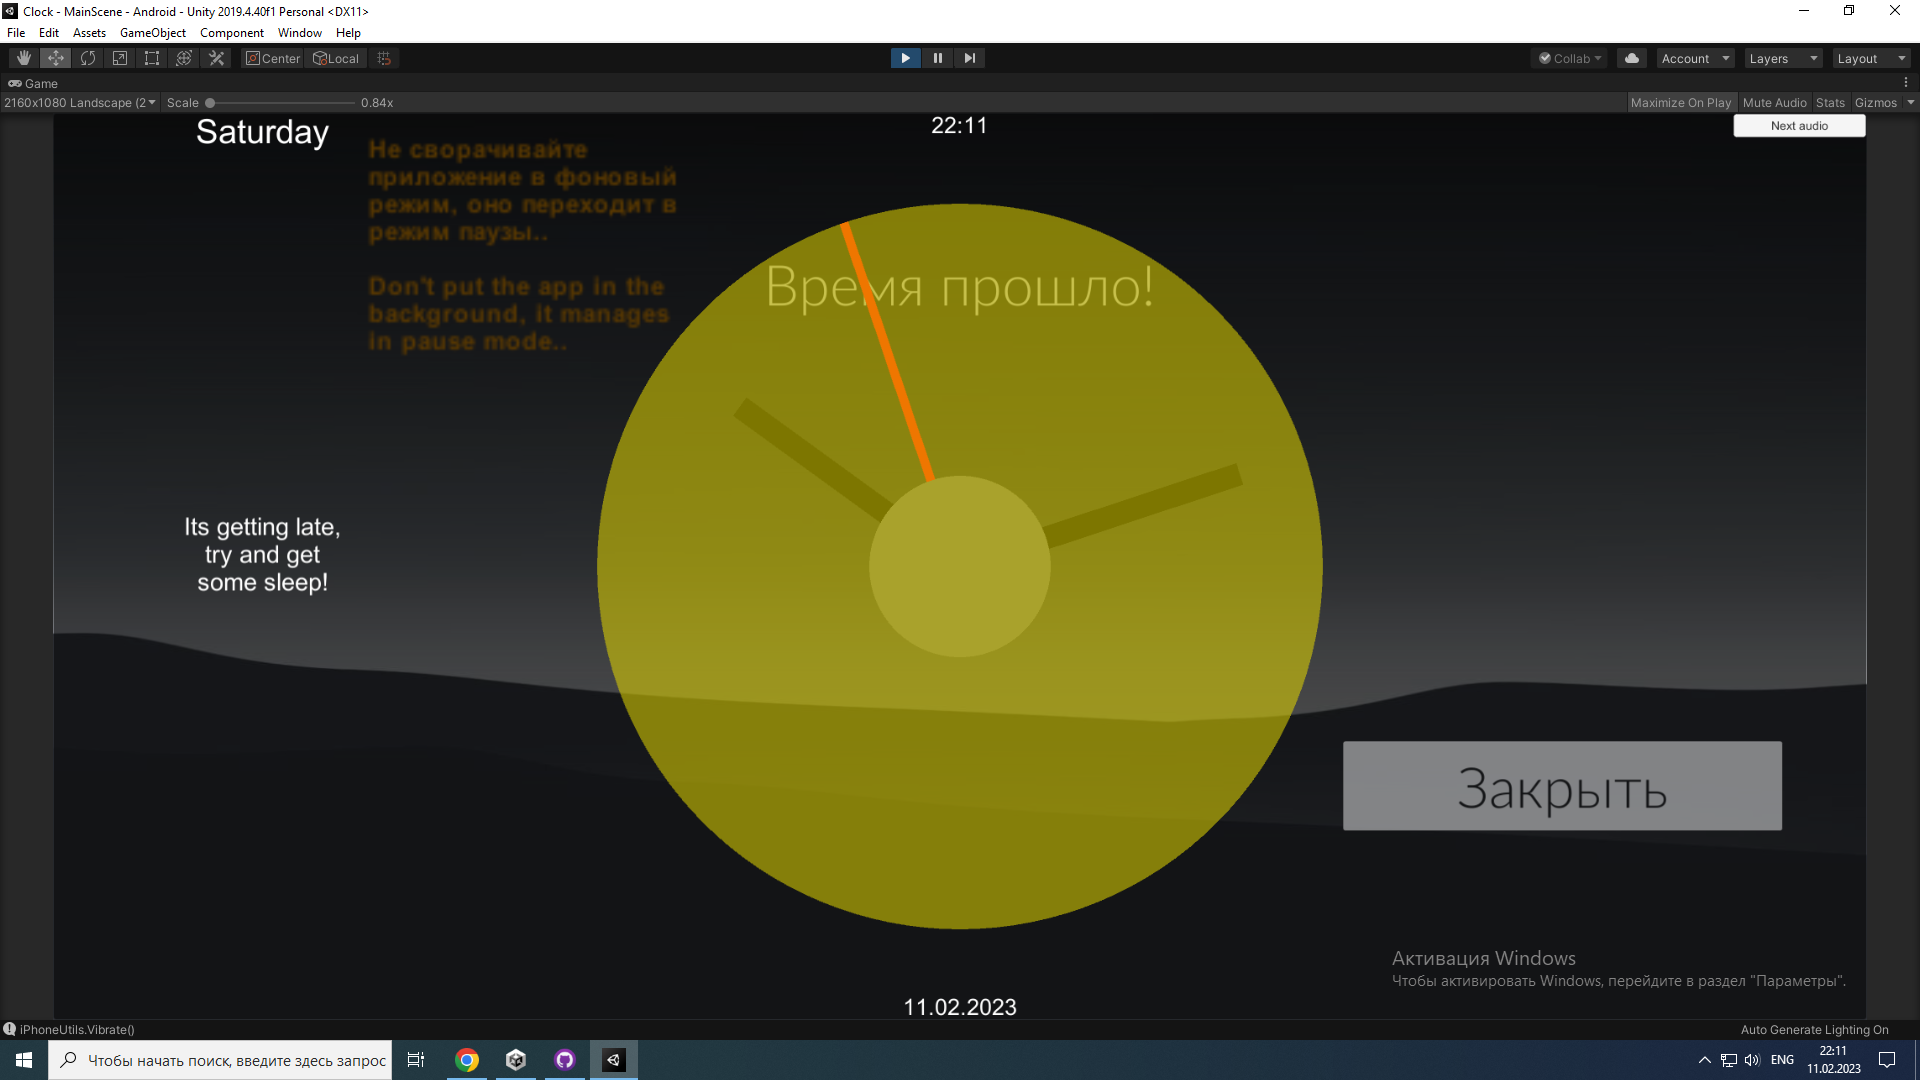 Clock - MainScene - Android - Unity 2019.4.40f1 Personal <DX11>
File Edit Assets GameObject Component Window Help
Center Local Collab Account Layers Layout
Game
2160x1080 Landscape (2 Scale 0.84x Maximize On Play Mute Audio Stats Gizmos
Saturday
22:11
Next audio
Не сворачивайте
приложение в фоновый
режим, оно переходит в
режим паузы..
Don't put the app in the
background, it manages
in pause mode..
Время прошло!
Its getting late,
try and get
some sleep!
Закрыть
Активация Windows
Чтобы активировать Windows, перейдите в раздел "Параметры".
11.02.2023
iPhoneUtils.Vibrate()
Auto Generate Lighting On
Чтобы начать поиск, введите здесь запрос
ENG
22:11
11.02.2023